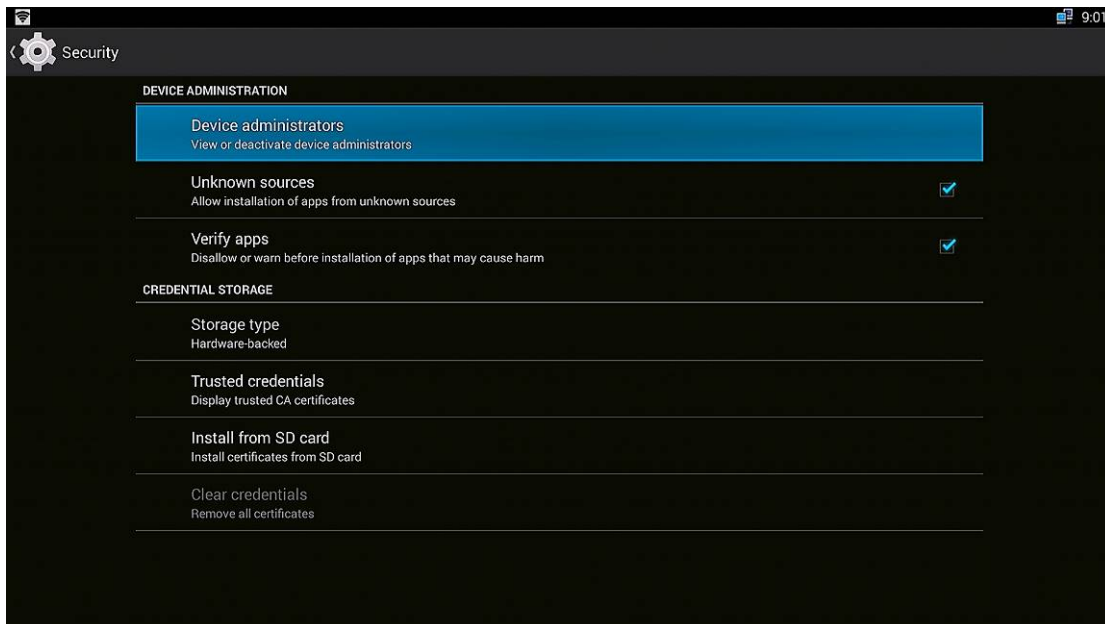 9:01
Security
DEVICE ADMINISTRATION
Device administrators
View or deactivate device administrators
Unknown sources
Allow installation of apps from unknown sources
Verify apps
Disallow or warn before installation of apps that may cause harm
CREDENTIAL STORAGE
Storage type
Hardware-backed
Trusted credentials
Display trusted CA certificates
Install from SD card
Install certificates from SD card
Clear credentials
Remove all certificates